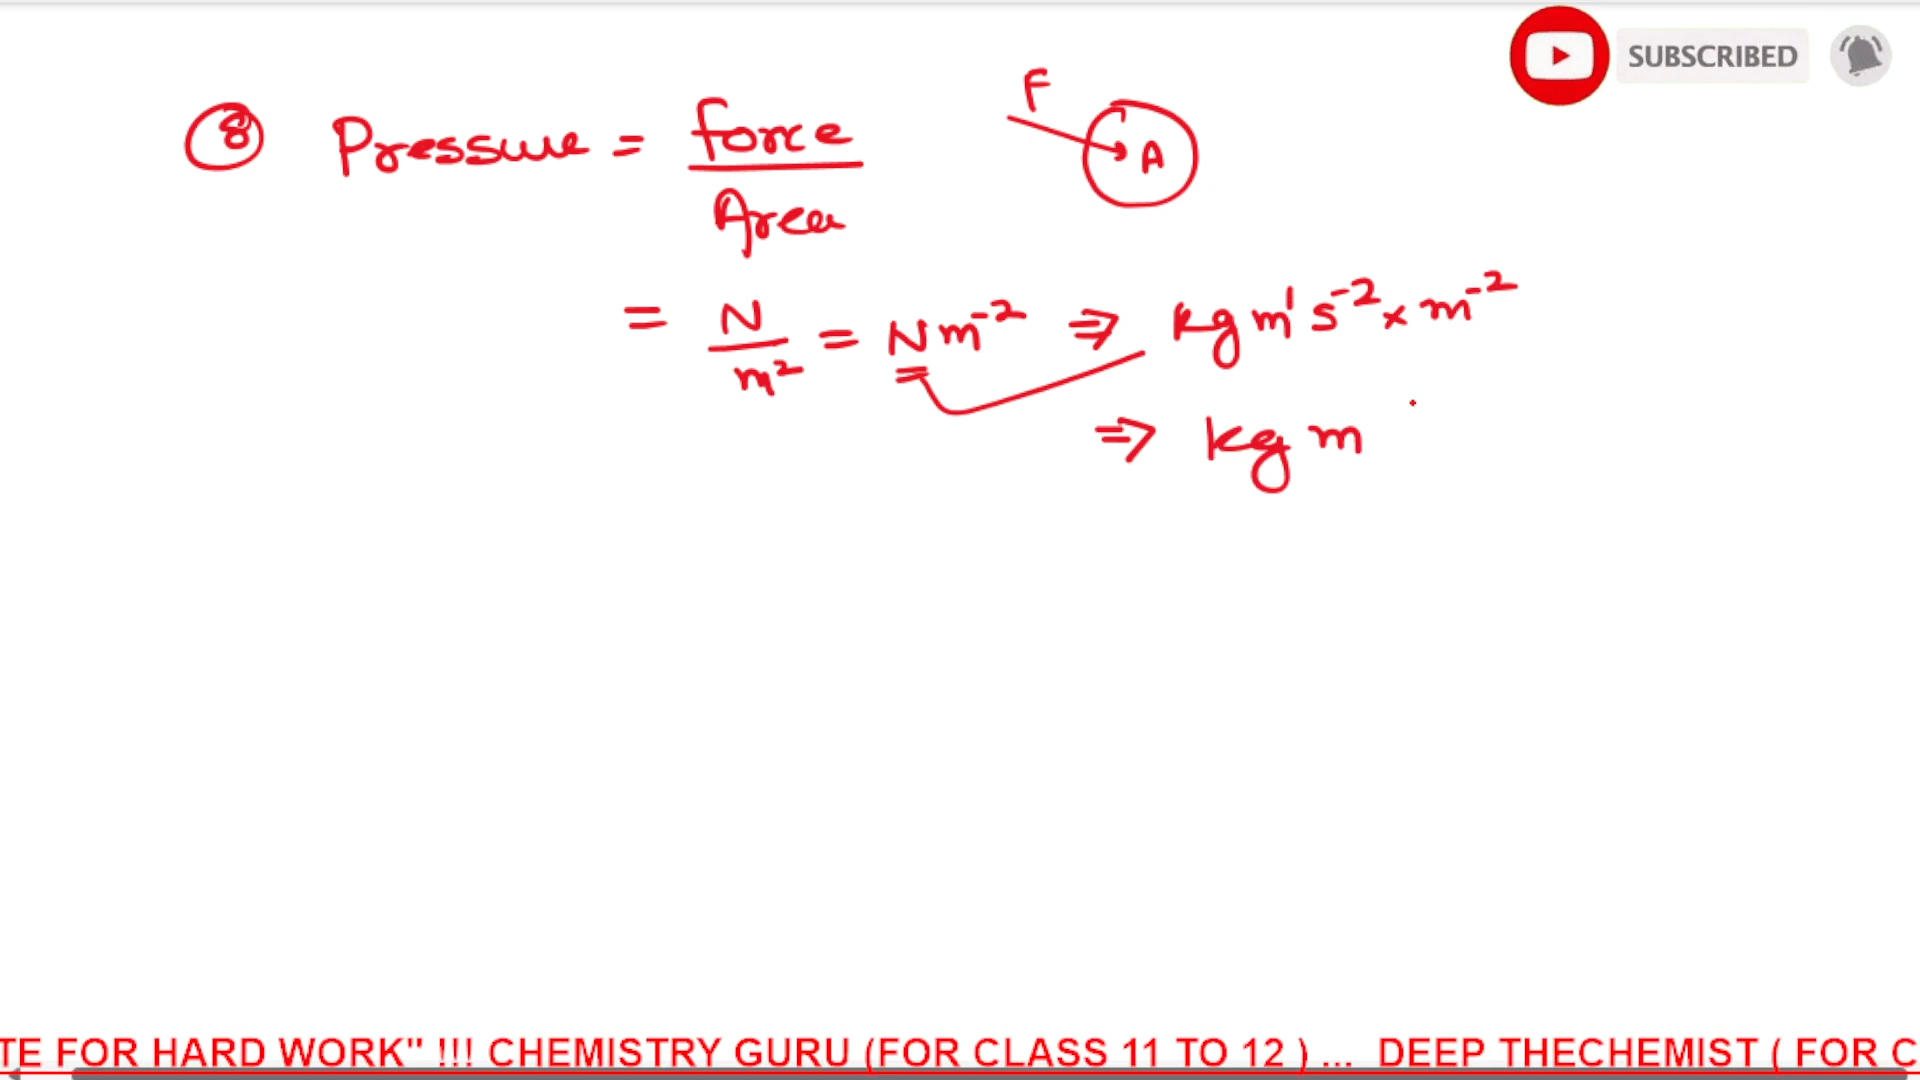 SUBSCRIBED
⑧ Pressure = force / Area
F
A
= N / m² = N m⁻² ⇒ kg m¹ s⁻² × m⁻²
⇒ kg m
TE FOR HARD WORK" !!! CHEMISTRY GURU (FOR CLASS 11 TO 12 ) ... DEEP THECHEMIST ( FOR C